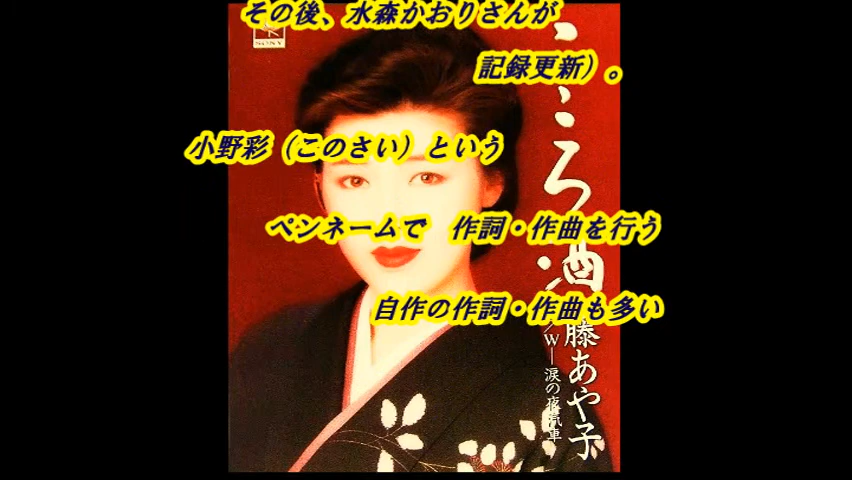 その後、水森かおりさんが
記録更新）。
小野彩（このさい）という
ペンネームで　作詞・作曲を行う
自作の作詞・作曲も多い
SONY
こころ酒
藤あや子
C/W－涙の夜汽車